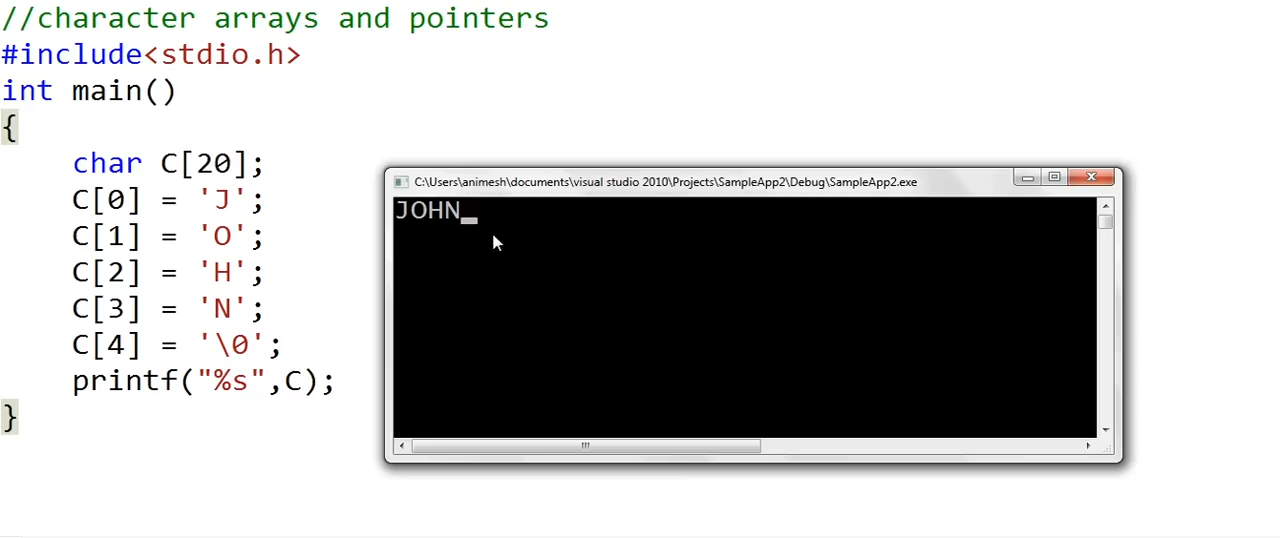 //character arrays and pointers
#include<stdio.h>
int main()
{
char C[20];
C[0] = 'J';
C[1] = 'O';
C[2] = 'H';
C[3] = 'N';
C[4] = '\0';
printf("%s",C);
}
C:\Users\animesh\documents\visual studio 2010\Projects\SampleApp2\Debug\SampleApp2.exe
JOHN